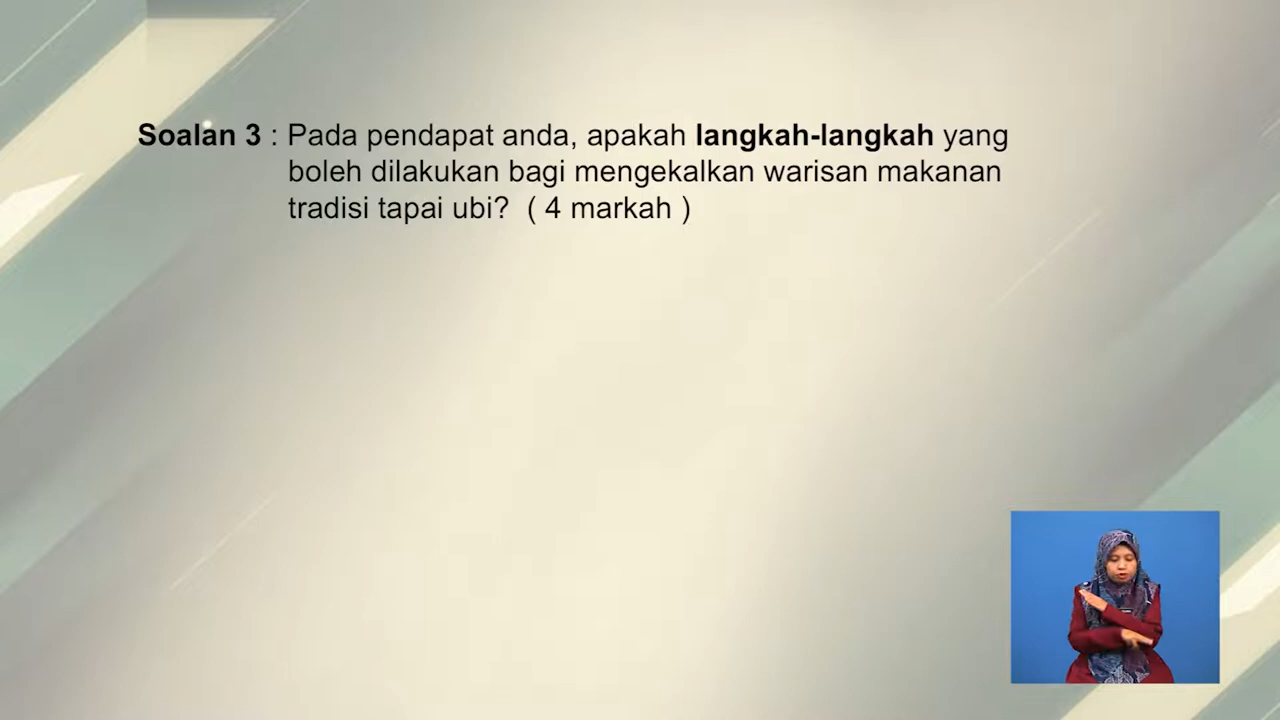 Soalan 3 : Pada pendapat anda, apakah langkah-langkah yang
boleh dilakukan bagi mengekalkan warisan makanan
tradisi tapai ubi? ( 4 markah )